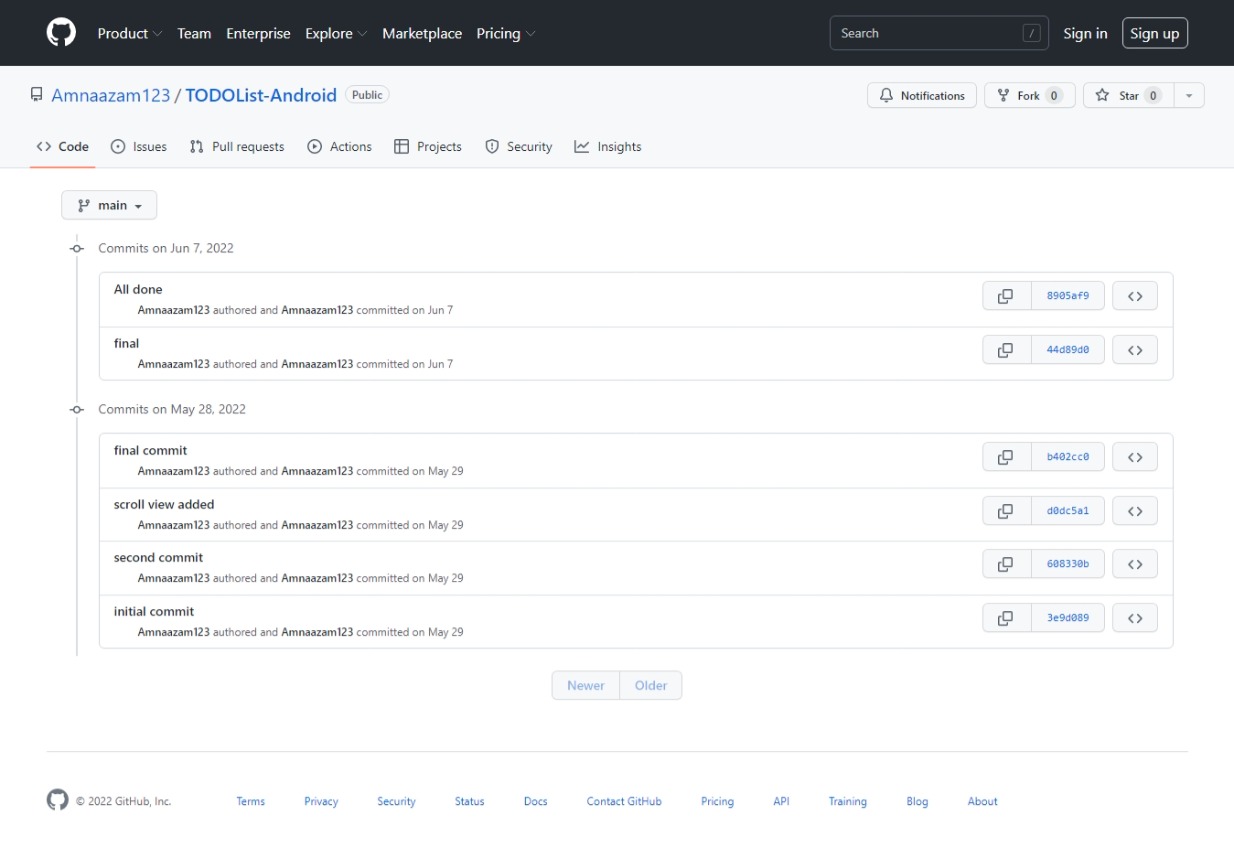 Product Team Enterprise Explore Marketplace Pricing Search / Sign in Sign up
Amnaazam123 / TODOList-Android Public Notifications Fork 0 Star 0
Code Issues Pull requests Actions Projects Security Insights
main
Commits on Jun 7, 2022
All done
Amnaazam123 authored and Amnaazam123 committed on Jun 7
8905af9
final
Amnaazam123 authored and Amnaazam123 committed on Jun 7
44d89d0
Commits on May 28, 2022
final commit
Amnaazam123 authored and Amnaazam123 committed on May 29
b402cc0
scroll view added
Amnaazam123 authored and Amnaazam123 committed on May 29
d0dc5a1
second commit
Amnaazam123 authored and Amnaazam123 committed on May 29
608330b
initial commit
Amnaazam123 authored and Amnaazam123 committed on May 29
3e9d089
Newer Older
© 2022 GitHub, Inc. Terms Privacy Security Status Docs Contact GitHub Pricing API Training Blog About